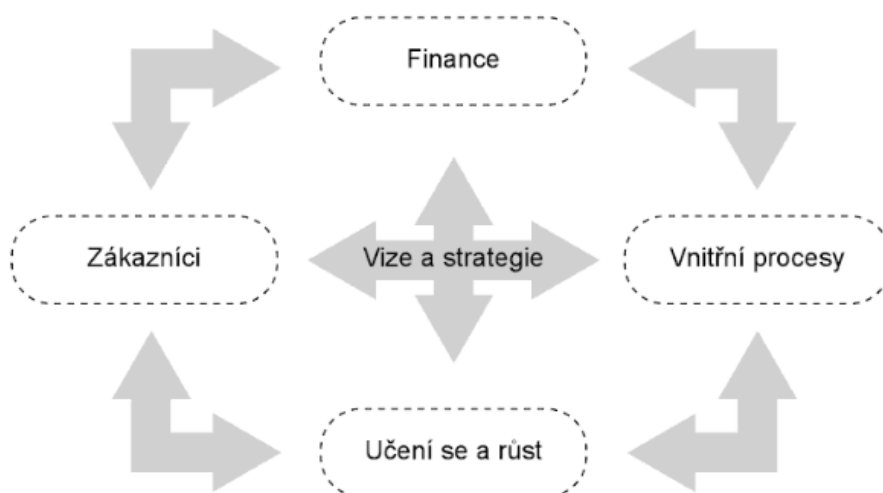 Finance
Zákazníci
Vize a strategie
Vnitřní procesy
Učení se a růst